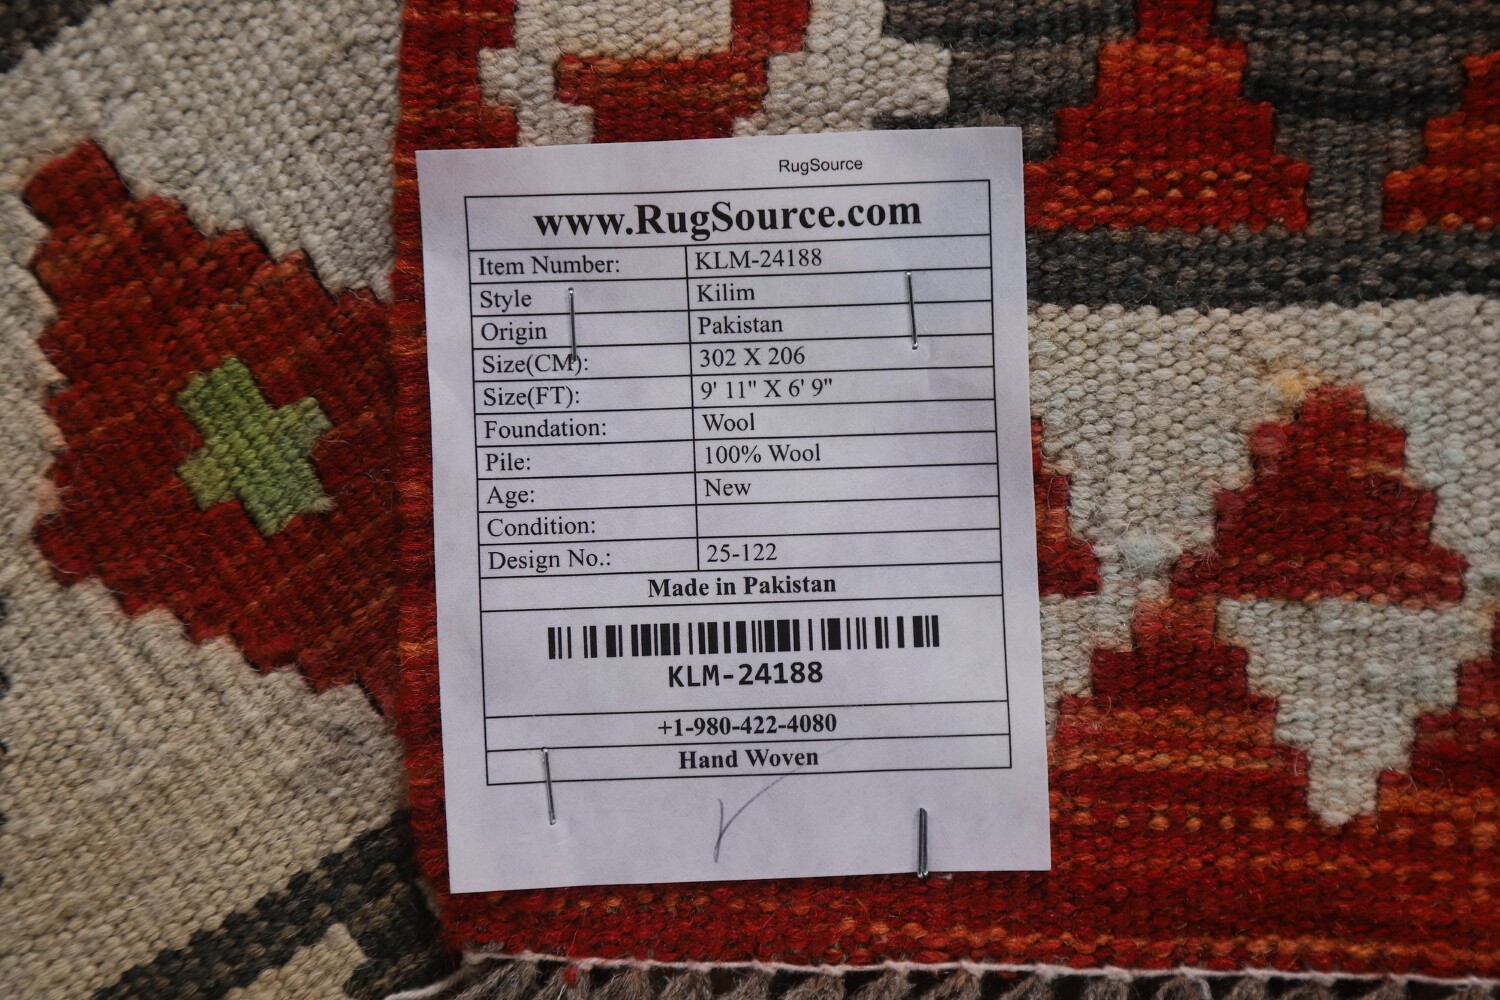 RugSource
www.RugSource.com
Item Number: KLM-24188
Style Kilim
Origin Pakistan
Size(CM): 302 X 206
Size(FT): 9' 11" X 6' 9"
Foundation: Wool
Pile: 100% Wool
Age: New
Condition:
Design No.: 25-122
Made in Pakistan
KLM-24188
+1-980-422-4080
Hand Woven